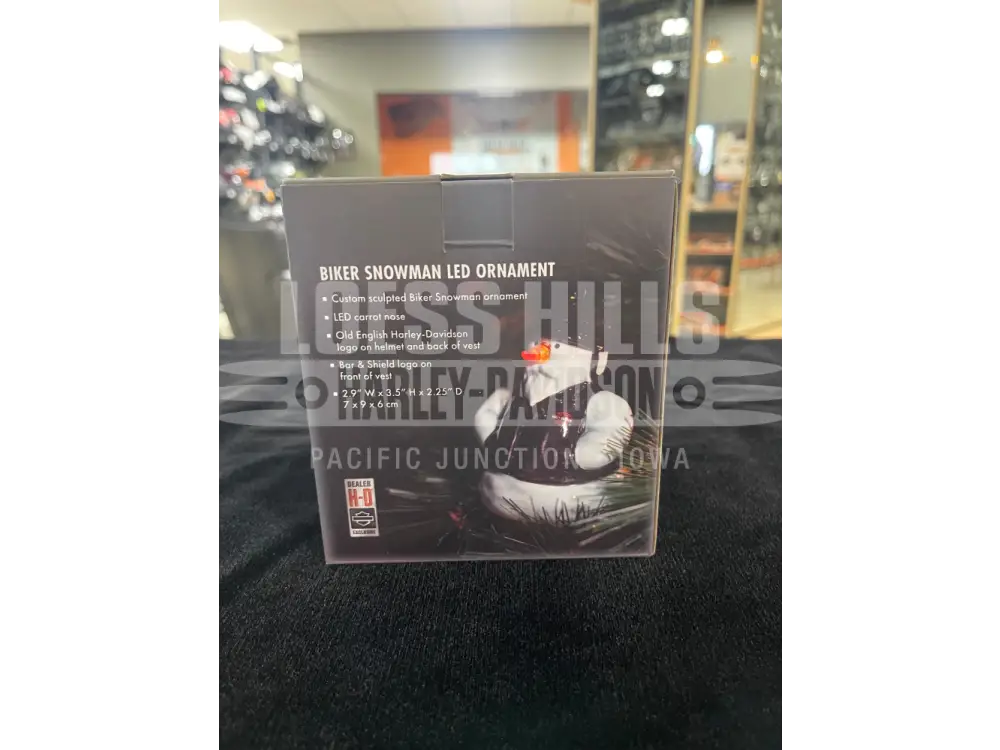 BIKER SNOWMAN LED ORNAMENT
▪ Custom sculpted Biker Snowman ornament
▪ LED carrot nose
▪ Old English Harley-Davidson
logo on helmet and back of vest
▪ Bar & Shield logo on
front of vest
▪ 2.9" W x 3.5" H x 2.25" D
7 x 9 x 6 cm
DEALER
H-D
EXCLUSIVE
LOESS HILLS
HARLEY-DAVIDSON
PACIFIC JUNCTION, IOWA